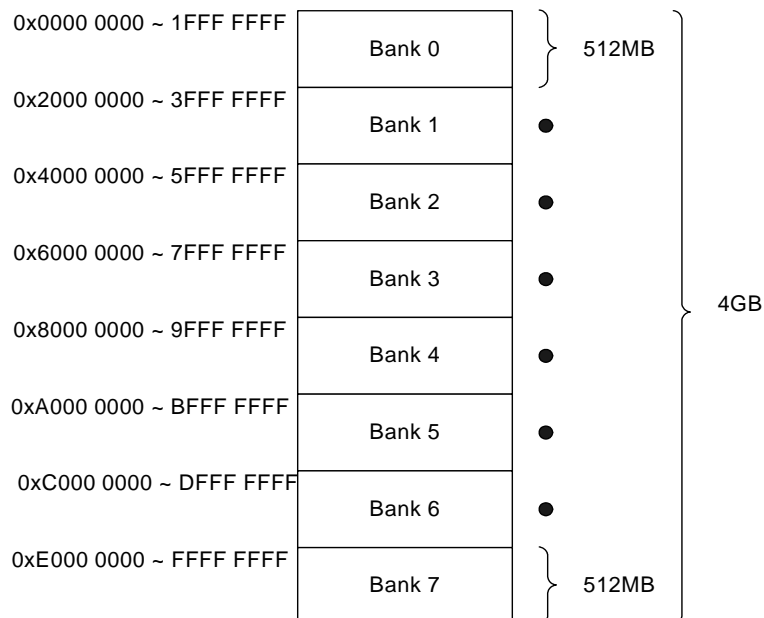 0x0000 0000 ~ 1FFF FFFF
Bank 0
512MB
0x2000 0000 ~ 3FFF FFFF
Bank 1
0x4000 0000 ~ 5FFF FFFF
Bank 2
0x6000 0000 ~ 7FFF FFFF
Bank 3
4GB
0x8000 0000 ~ 9FFF FFFF
Bank 4
0xA000 0000 ~ BFFF FFFF
Bank 5
0xC000 0000 ~ DFFF FFFF
Bank 6
0xE000 0000 ~ FFFF FFFF
Bank 7
512MB